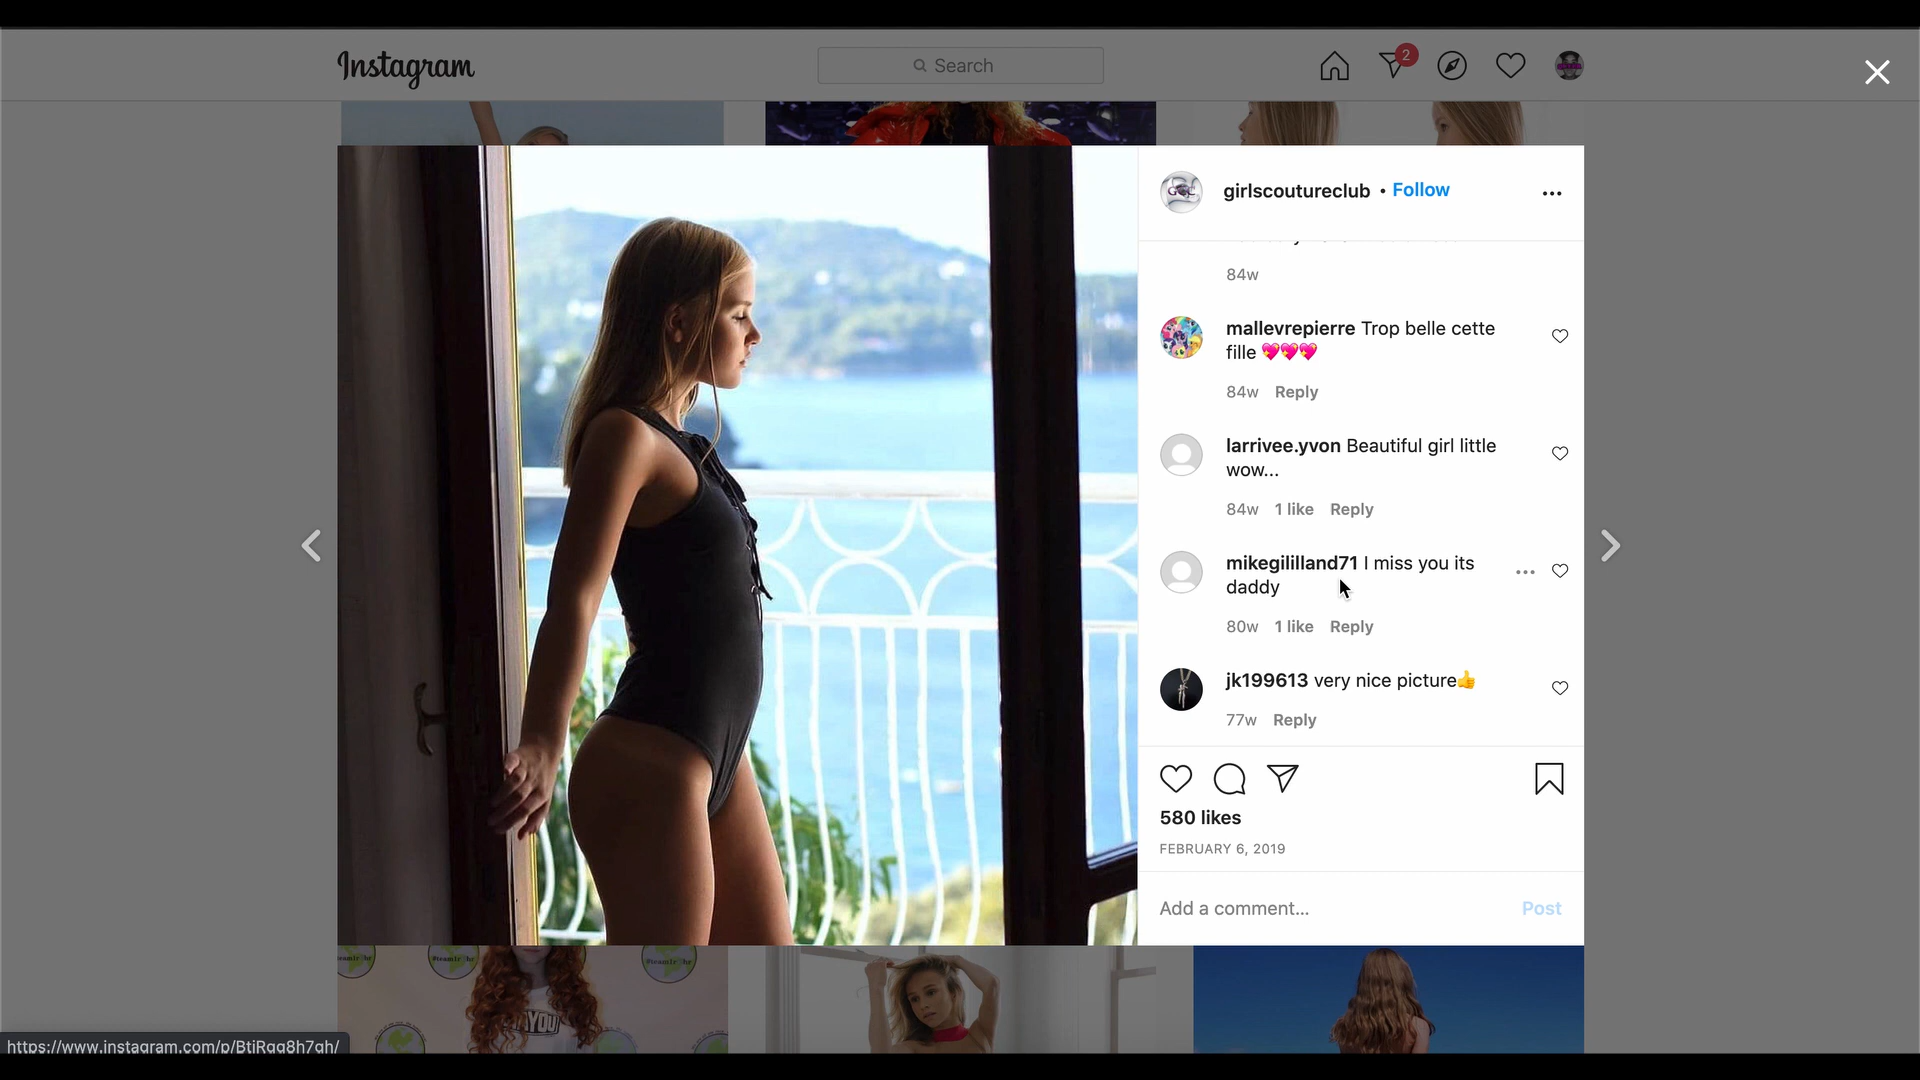 Instagram
Search
2
girlscoutureclub • Follow
84w
mallevrepierre Trop belle cette
fille 💖💖💖
84w Reply
larrivee.yvon Beautiful girl little
wow...
84w 1 like Reply
mikegililland71 I miss you its
daddy
80w 1 like Reply
jk199613 very nice picture👍
77w Reply
580 likes
FEBRUARY 6, 2019
Add a comment... Post
https://www.instagram.com/p/BtiRqg8h7gh/